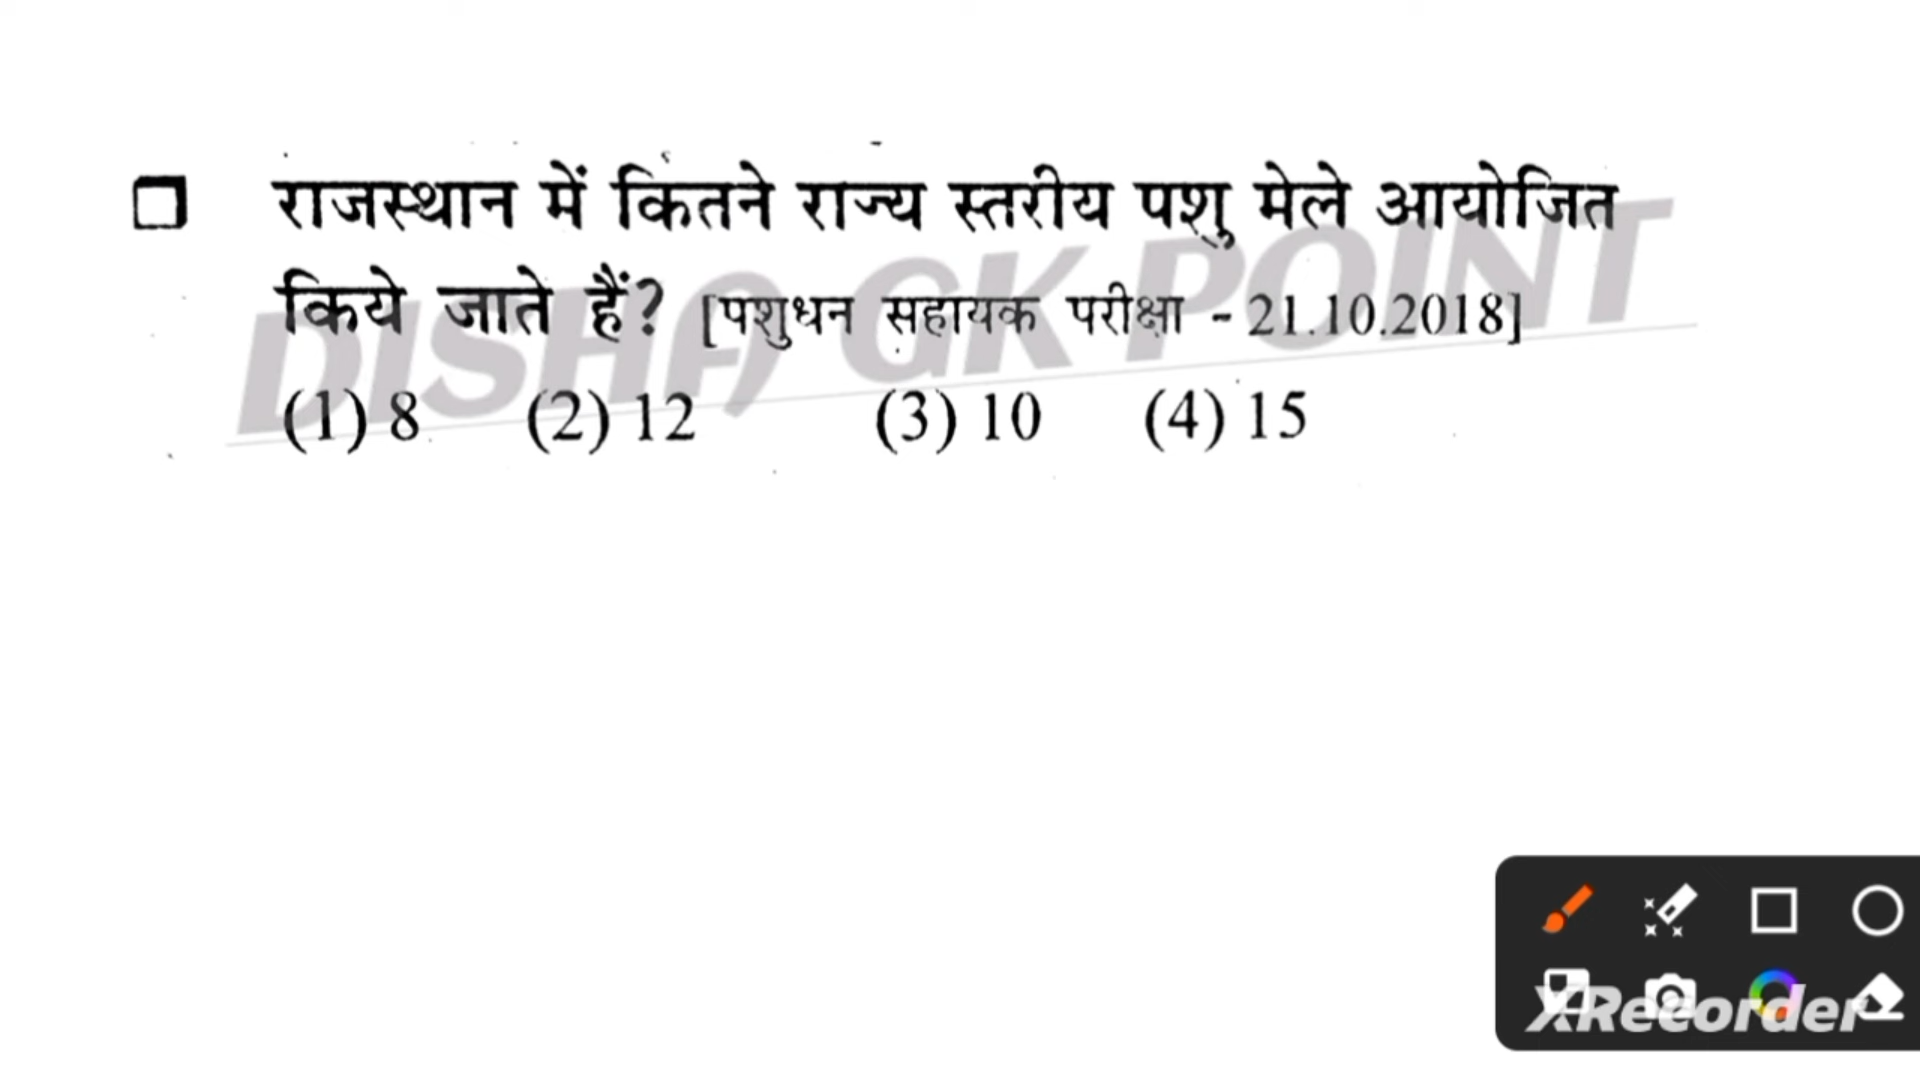 राजस्थान में कितने राज्य स्तरीय पशु मेले आयोजित
किये जाते हैं? [पशुधन सहायक परीक्षा - 21.10.2018]
(1) 8 (2) 12 (3) 10 (4) 15
DISHA GK POINT
XRecorder